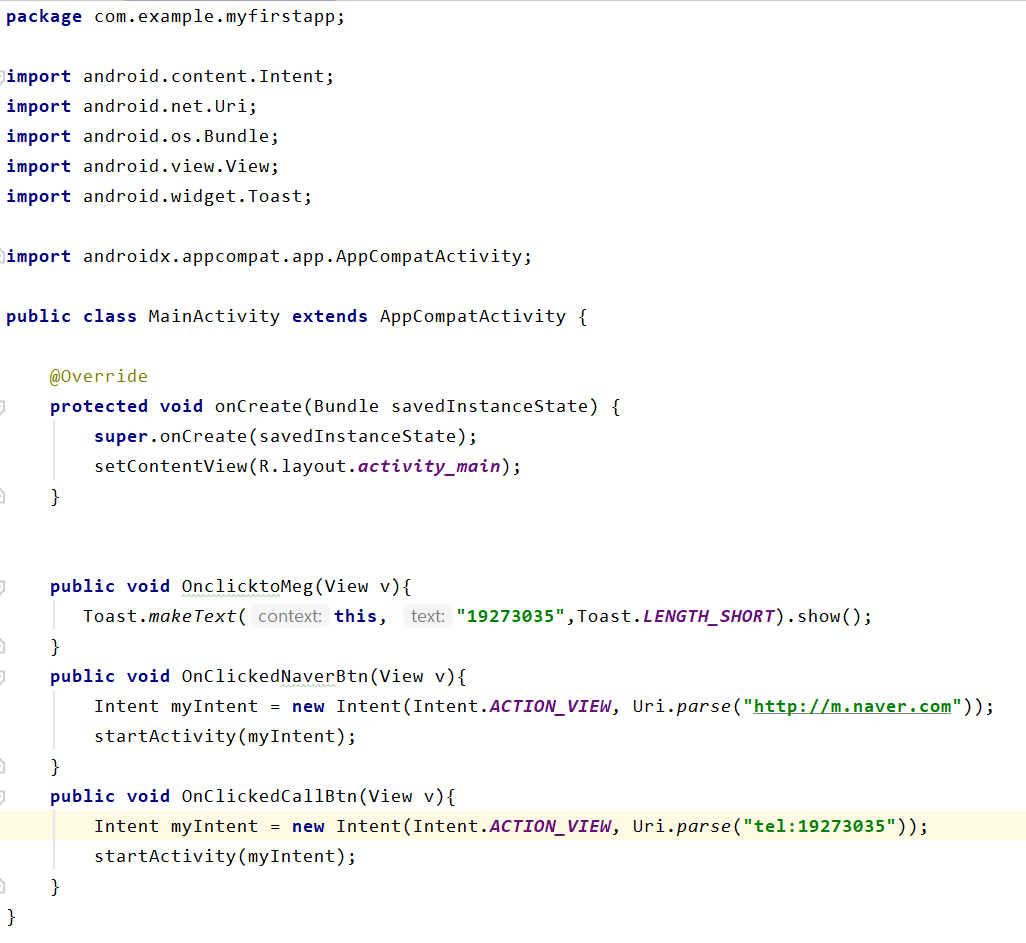 package com.example.myfirstapp;
import android.content.Intent;
import android.net.Uri;
import android.os.Bundle;
import android.view.View;
import android.widget.Toast;
import androidx.appcompat.app.AppCompatActivity;
public class MainActivity extends AppCompatActivity {
@Override
protected void onCreate(Bundle savedInstanceState) {
super.onCreate(savedInstanceState);
setContentView(R.layout.activity_main);
}
public void OnclicktoMeg(View v){
Toast.makeText( context: this, text: "19273035",Toast.LENGTH_SHORT).show();
}
public void OnClickedNaverBtn(View v){
Intent myIntent = new Intent(Intent.ACTION_VIEW, Uri.parse("http://m.naver.com"));
startActivity(myIntent);
}
public void OnClickedCallBtn(View v){
Intent myIntent = new Intent(Intent.ACTION_VIEW, Uri.parse("tel:19273035"));
startActivity(myIntent);
}
}